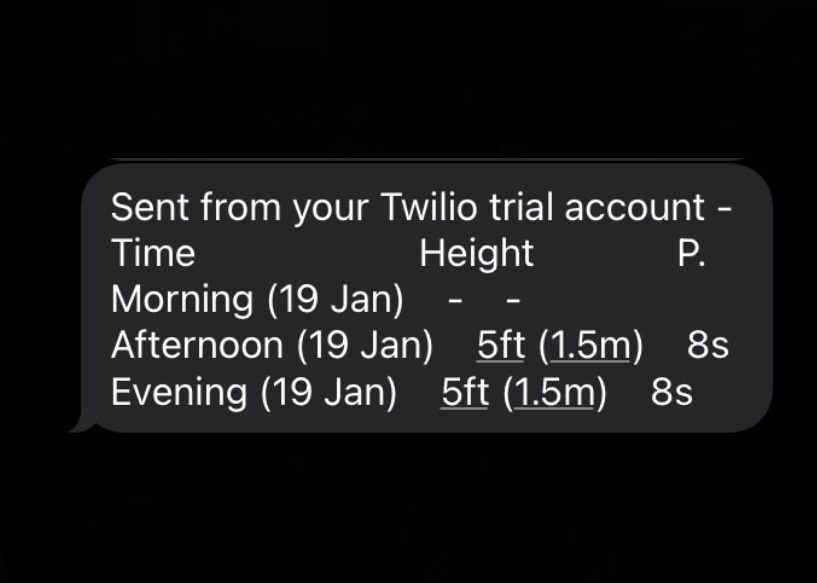 Sent from your Twilio trial account -
Time Height P.
Morning (19 Jan) - -
Afternoon (19 Jan) 5ft (1.5m) 8s
Evening (19 Jan) 5ft (1.5m) 8s